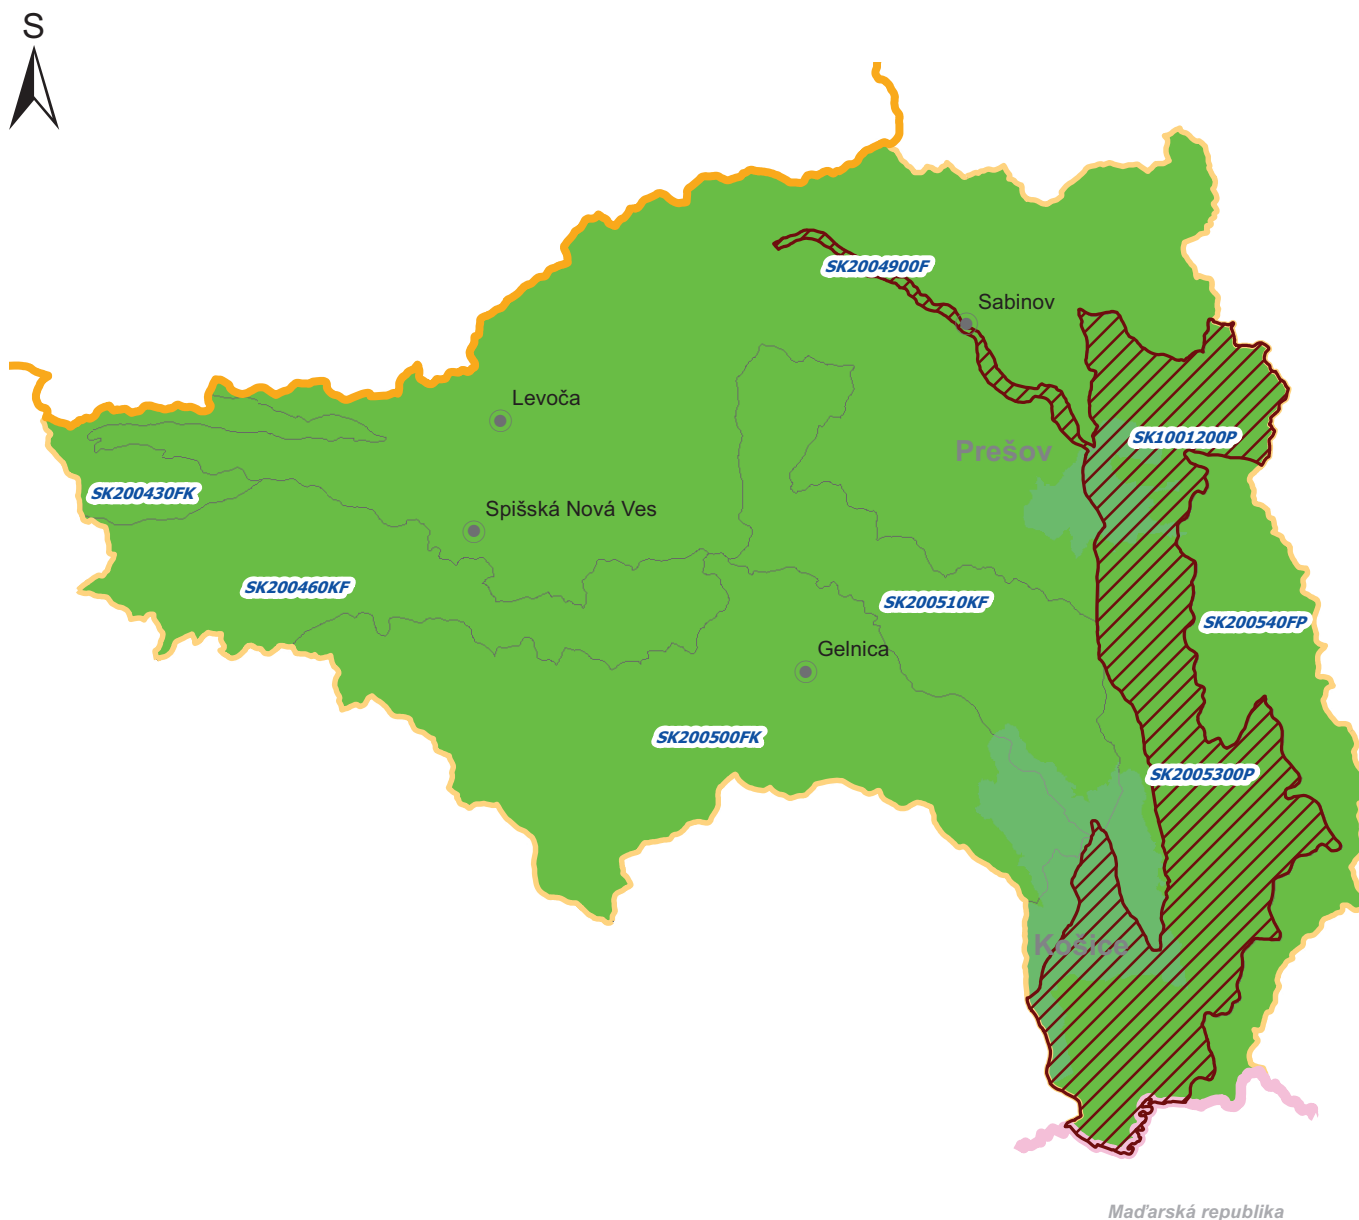 S
SK2004900F
Sabinov
Levoča
Prešov
SK1001200P
SK200430FK
Spišská Nová Ves
SK200460KF
SK200510KF
SK200540FP
Gelnica
SK200500FK
SK2005300P
Košice
Maďarská republika